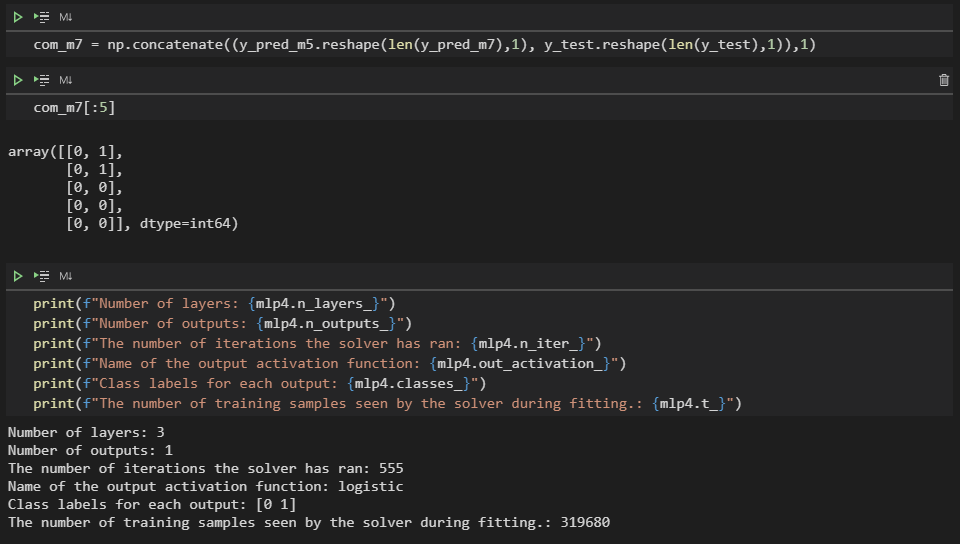 M↓
com_m7 = np.concatenate((y_pred_m5.reshape(len(y_pred_m7),1), y_test.reshape(len(y_test),1)),1)
M↓
com_m7[:5]
array([[0, 1],
       [0, 1],
       [0, 0],
       [0, 0],
       [0, 0]], dtype=int64)
M↓
print(f"Number of layers: {mlp4.n_layers_}")
print(f"Number of outputs: {mlp4.n_outputs_}")
print(f"The number of iterations the solver has ran: {mlp4.n_iter_}")
print(f"Name of the output activation function: {mlp4.out_activation_}")
print(f"Class labels for each output: {mlp4.classes_}")
print(f"The number of training samples seen by the solver during fitting.: {mlp4.t_}")
Number of layers: 3
Number of outputs: 1
The number of iterations the solver has ran: 555
Name of the output activation function: logistic
Class labels for each output: [0 1]
The number of training samples seen by the solver during fitting.: 319680